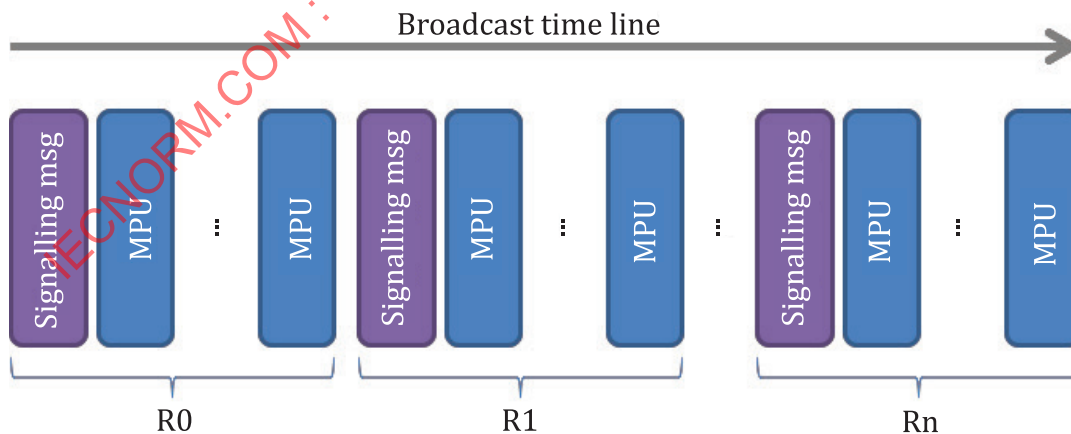 Broadcast time line
IECNORM.COM :
Signalling msg
MPU
...
MPU
Signalling msg
MPU
...
MPU
...
Signalling msg
MPU
...
MPU
R0
R1
Rn